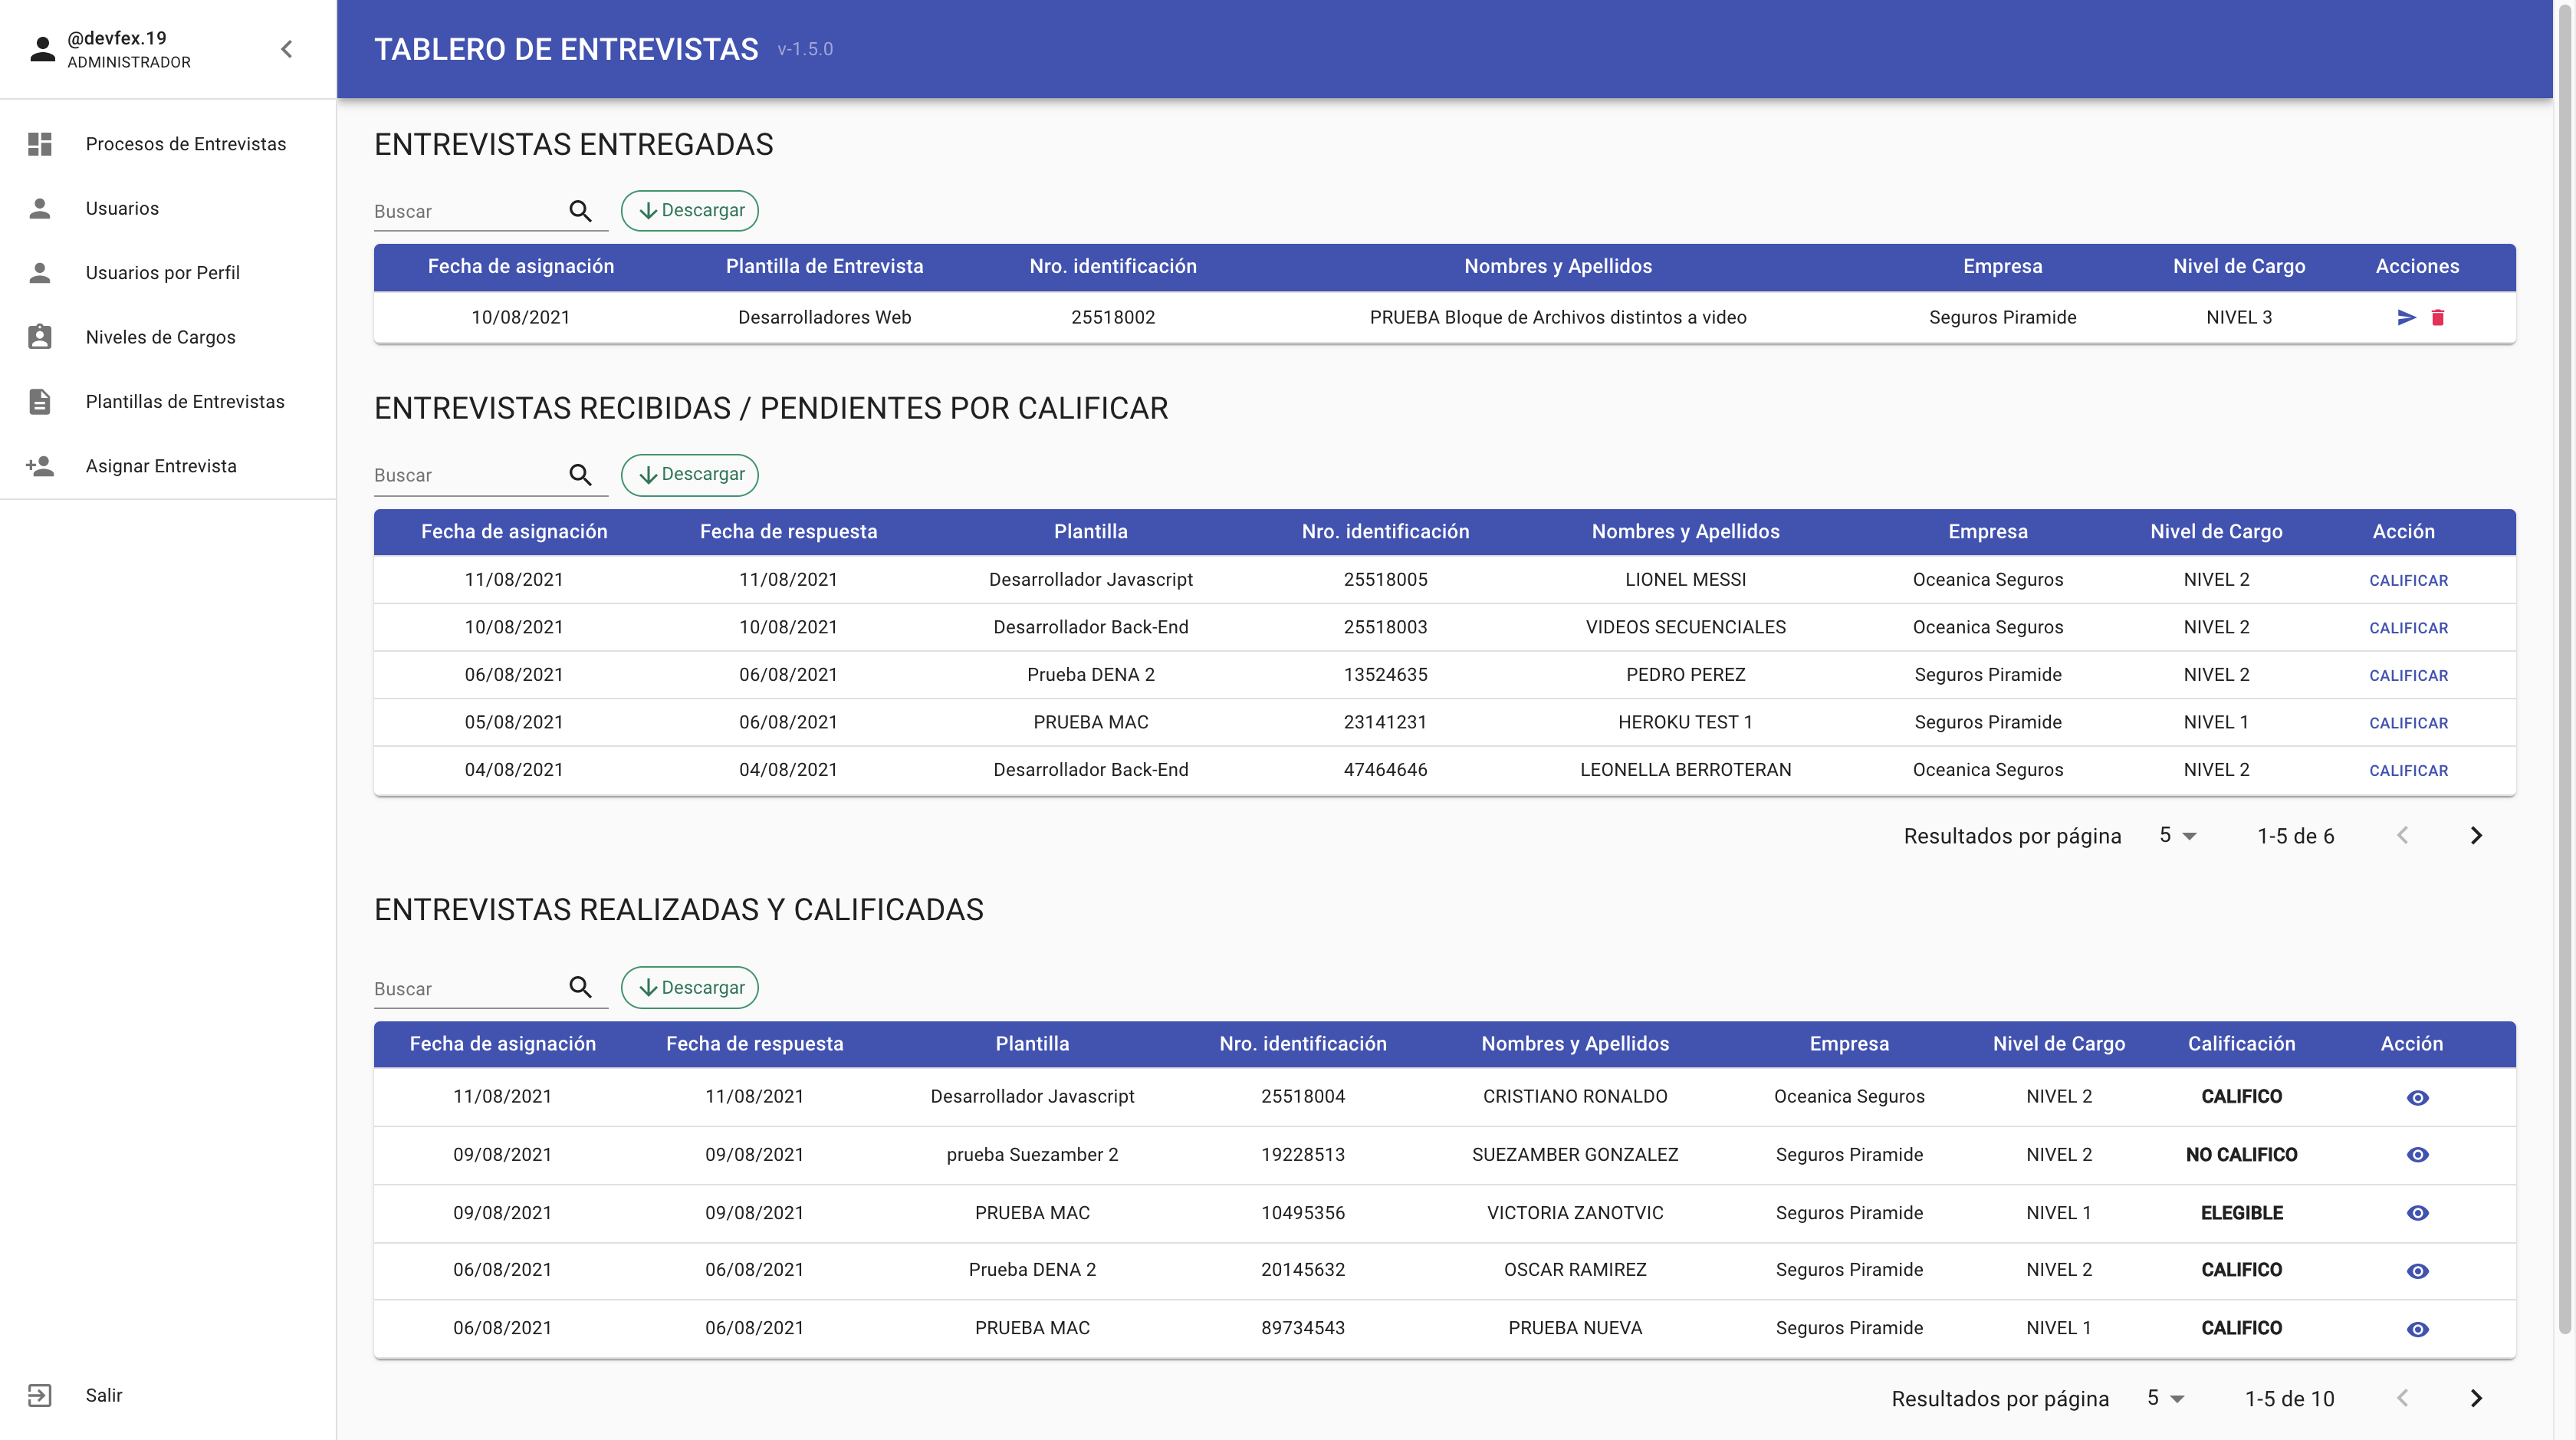 @devfex.19
ADMINISTRADOR
Procesos de Entrevistas
Usuarios
Usuarios por Perfil
Niveles de Cargos
Plantillas de Entrevistas
Asignar Entrevista
Salir
TABLERO DE ENTREVISTAS v-1.5.0
ENTREVISTAS ENTREGADAS
Buscar Descargar
Fecha de asignación Plantilla de Entrevista Nro. identificación Nombres y Apellidos Empresa Nivel de Cargo Acciones
10/08/2021 Desarrolladores Web 25518002 PRUEBA Bloque de Archivos distintos a video Seguros Piramide NIVEL 3
ENTREVISTAS RECIBIDAS / PENDIENTES POR CALIFICAR
Buscar Descargar
Fecha de asignación Fecha de respuesta Plantilla Nro. identificación Nombres y Apellidos Empresa Nivel de Cargo Acción
11/08/2021 11/08/2021 Desarrollador Javascript 25518005 LIONEL MESSI Oceanica Seguros NIVEL 2 CALIFICAR
10/08/2021 10/08/2021 Desarrollador Back-End 25518003 VIDEOS SECUENCIALES Oceanica Seguros NIVEL 2 CALIFICAR
06/08/2021 06/08/2021 Prueba DENA 2 13524635 PEDRO PEREZ Seguros Piramide NIVEL 2 CALIFICAR
05/08/2021 06/08/2021 PRUEBA MAC 23141231 HEROKU TEST 1 Seguros Piramide NIVEL 1 CALIFICAR
04/08/2021 04/08/2021 Desarrollador Back-End 47464646 LEONELLA BERROTERAN Oceanica Seguros NIVEL 2 CALIFICAR
Resultados por página 5 1-5 de 6
ENTREVISTAS REALIZADAS Y CALIFICADAS
Buscar Descargar
Fecha de asignación Fecha de respuesta Plantilla Nro. identificación Nombres y Apellidos Empresa Nivel de Cargo Calificación Acción
11/08/2021 11/08/2021 Desarrollador Javascript 25518004 CRISTIANO RONALDO Oceanica Seguros NIVEL 2 CALIFICO
09/08/2021 09/08/2021 prueba Suezamber 2 19228513 SUEZAMBER GONZALEZ Seguros Piramide NIVEL 2 NO CALIFICO
09/08/2021 09/08/2021 PRUEBA MAC 10495356 VICTORIA ZANOTVIC Seguros Piramide NIVEL 1 ELEGIBLE
06/08/2021 06/08/2021 Prueba DENA 2 20145632 OSCAR RAMIREZ Seguros Piramide NIVEL 2 CALIFICO
06/08/2021 06/08/2021 PRUEBA MAC 89734543 PRUEBA NUEVA Seguros Piramide NIVEL 1 CALIFICO
Resultados por página 5 1-5 de 10